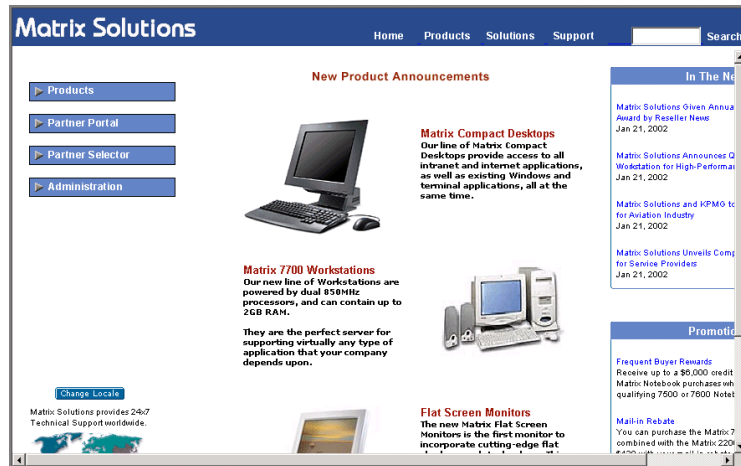 Matrix Solutions
Home Products Solutions Support Search
Products
Partner Portal
Partner Selector
Administration
Change Locale
Matrix Solutions provides 24x7
Technical Support worldwide.
New Product Announcements
Matrix Compact Desktops
Our line of Matrix Compact
Desktops provide access to all
intranet and internet applications,
as well as existing Windows and
terminal applications, all at the
same time.
Matrix 7700 Workstations
Our new line of Workstations are
powered by dual 850MHz
processors, and can contain up to
2GB RAM.
They are the perfect server for
supporting virtually any type of
application that your company
depends upon.
Flat Screen Monitors
The new Matrix Flat Screen
Monitors is the first monitor to
incorporate cutting-edge flat
In The Ne
Matrix Solutions Given Annua
Award by Reseller News
Jan 21, 2002
Matrix Solutions Announces Q
Workstation for High-Performa
Jan 21, 2002
Matrix Solutions and KPMG to
for Aviation Industry
Jan 21, 2002
Matrix Solutions Unveils Comp
for Service Providers
Jan 21, 2002
Promotio
Frequent Buyer Rewards
Receive up to a $6,000 credit
Matrix Notebook purchases wh
qualifying 7500 or 7600 Noteb
Mail-in Rebate
You can purchase the Matrix 7
combined with the Matrix 220